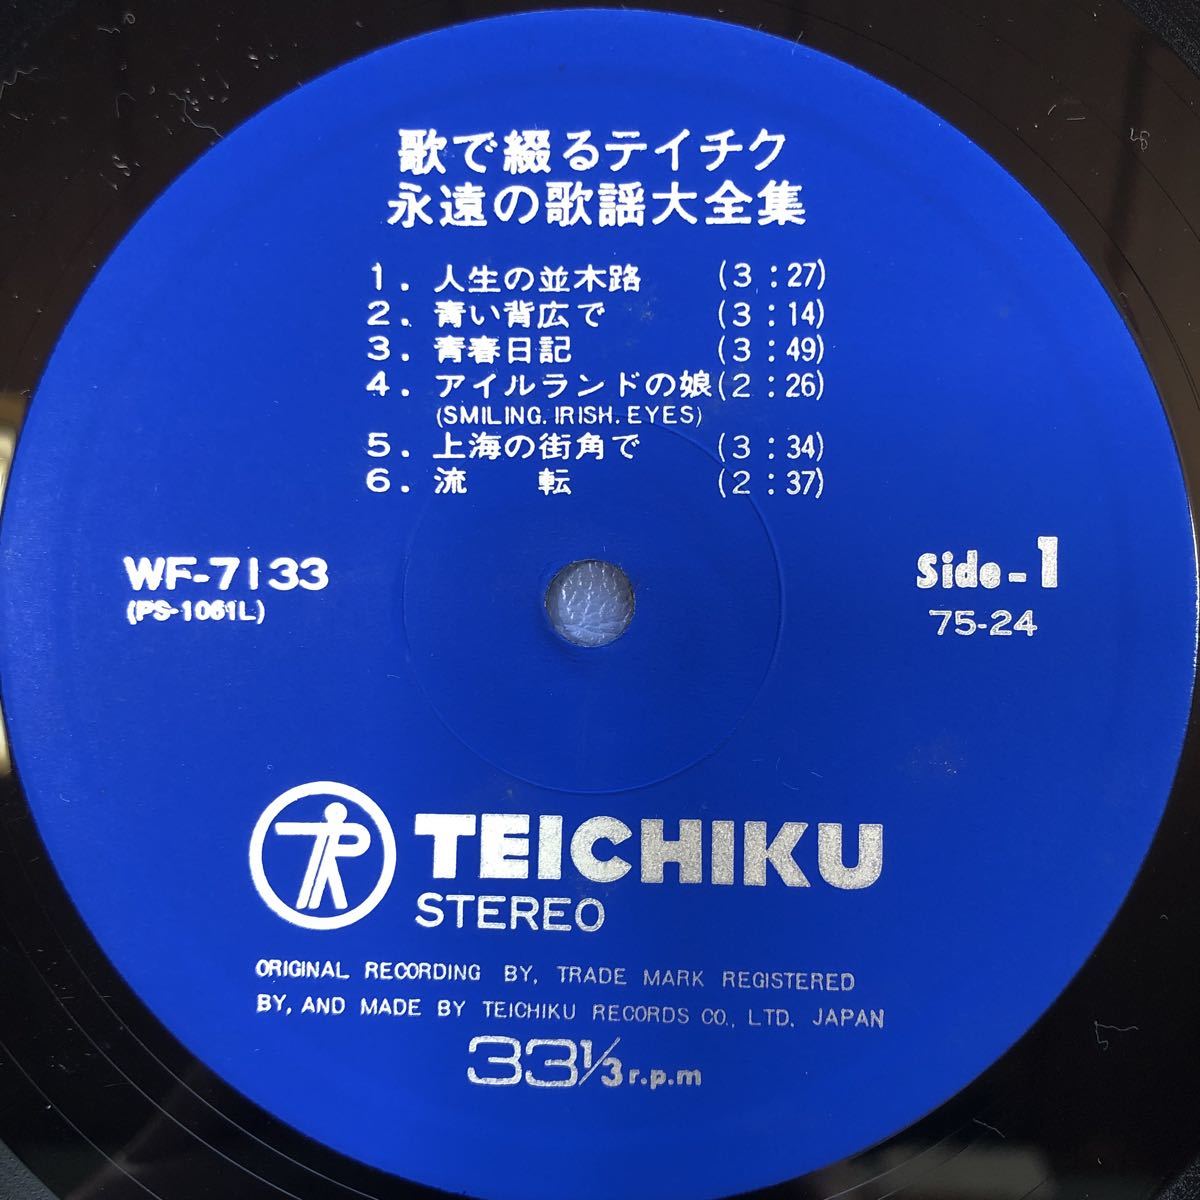 歌で綴るテイチク
永遠の歌謡大全集
1. 人生の並木路 (3:27)
2. 青い背広で (3:14)
3. 青春日記 (3:49)
4. アイルランドの娘 (2:26)
(SMILING. IRISH. EYES)
5. 上海の街角で (3:34)
6. 流 転 (2:37)
WF-7133
(PS-1061L)
Side-1
75-24
TEICHIKU
STEREO
ORIGINAL RECORDING BY, TRADE MARK REGISTERED
BY, AND MADE BY TEICHIKU RECORDS CO., LTD. JAPAN
33 1/3 r.p.m